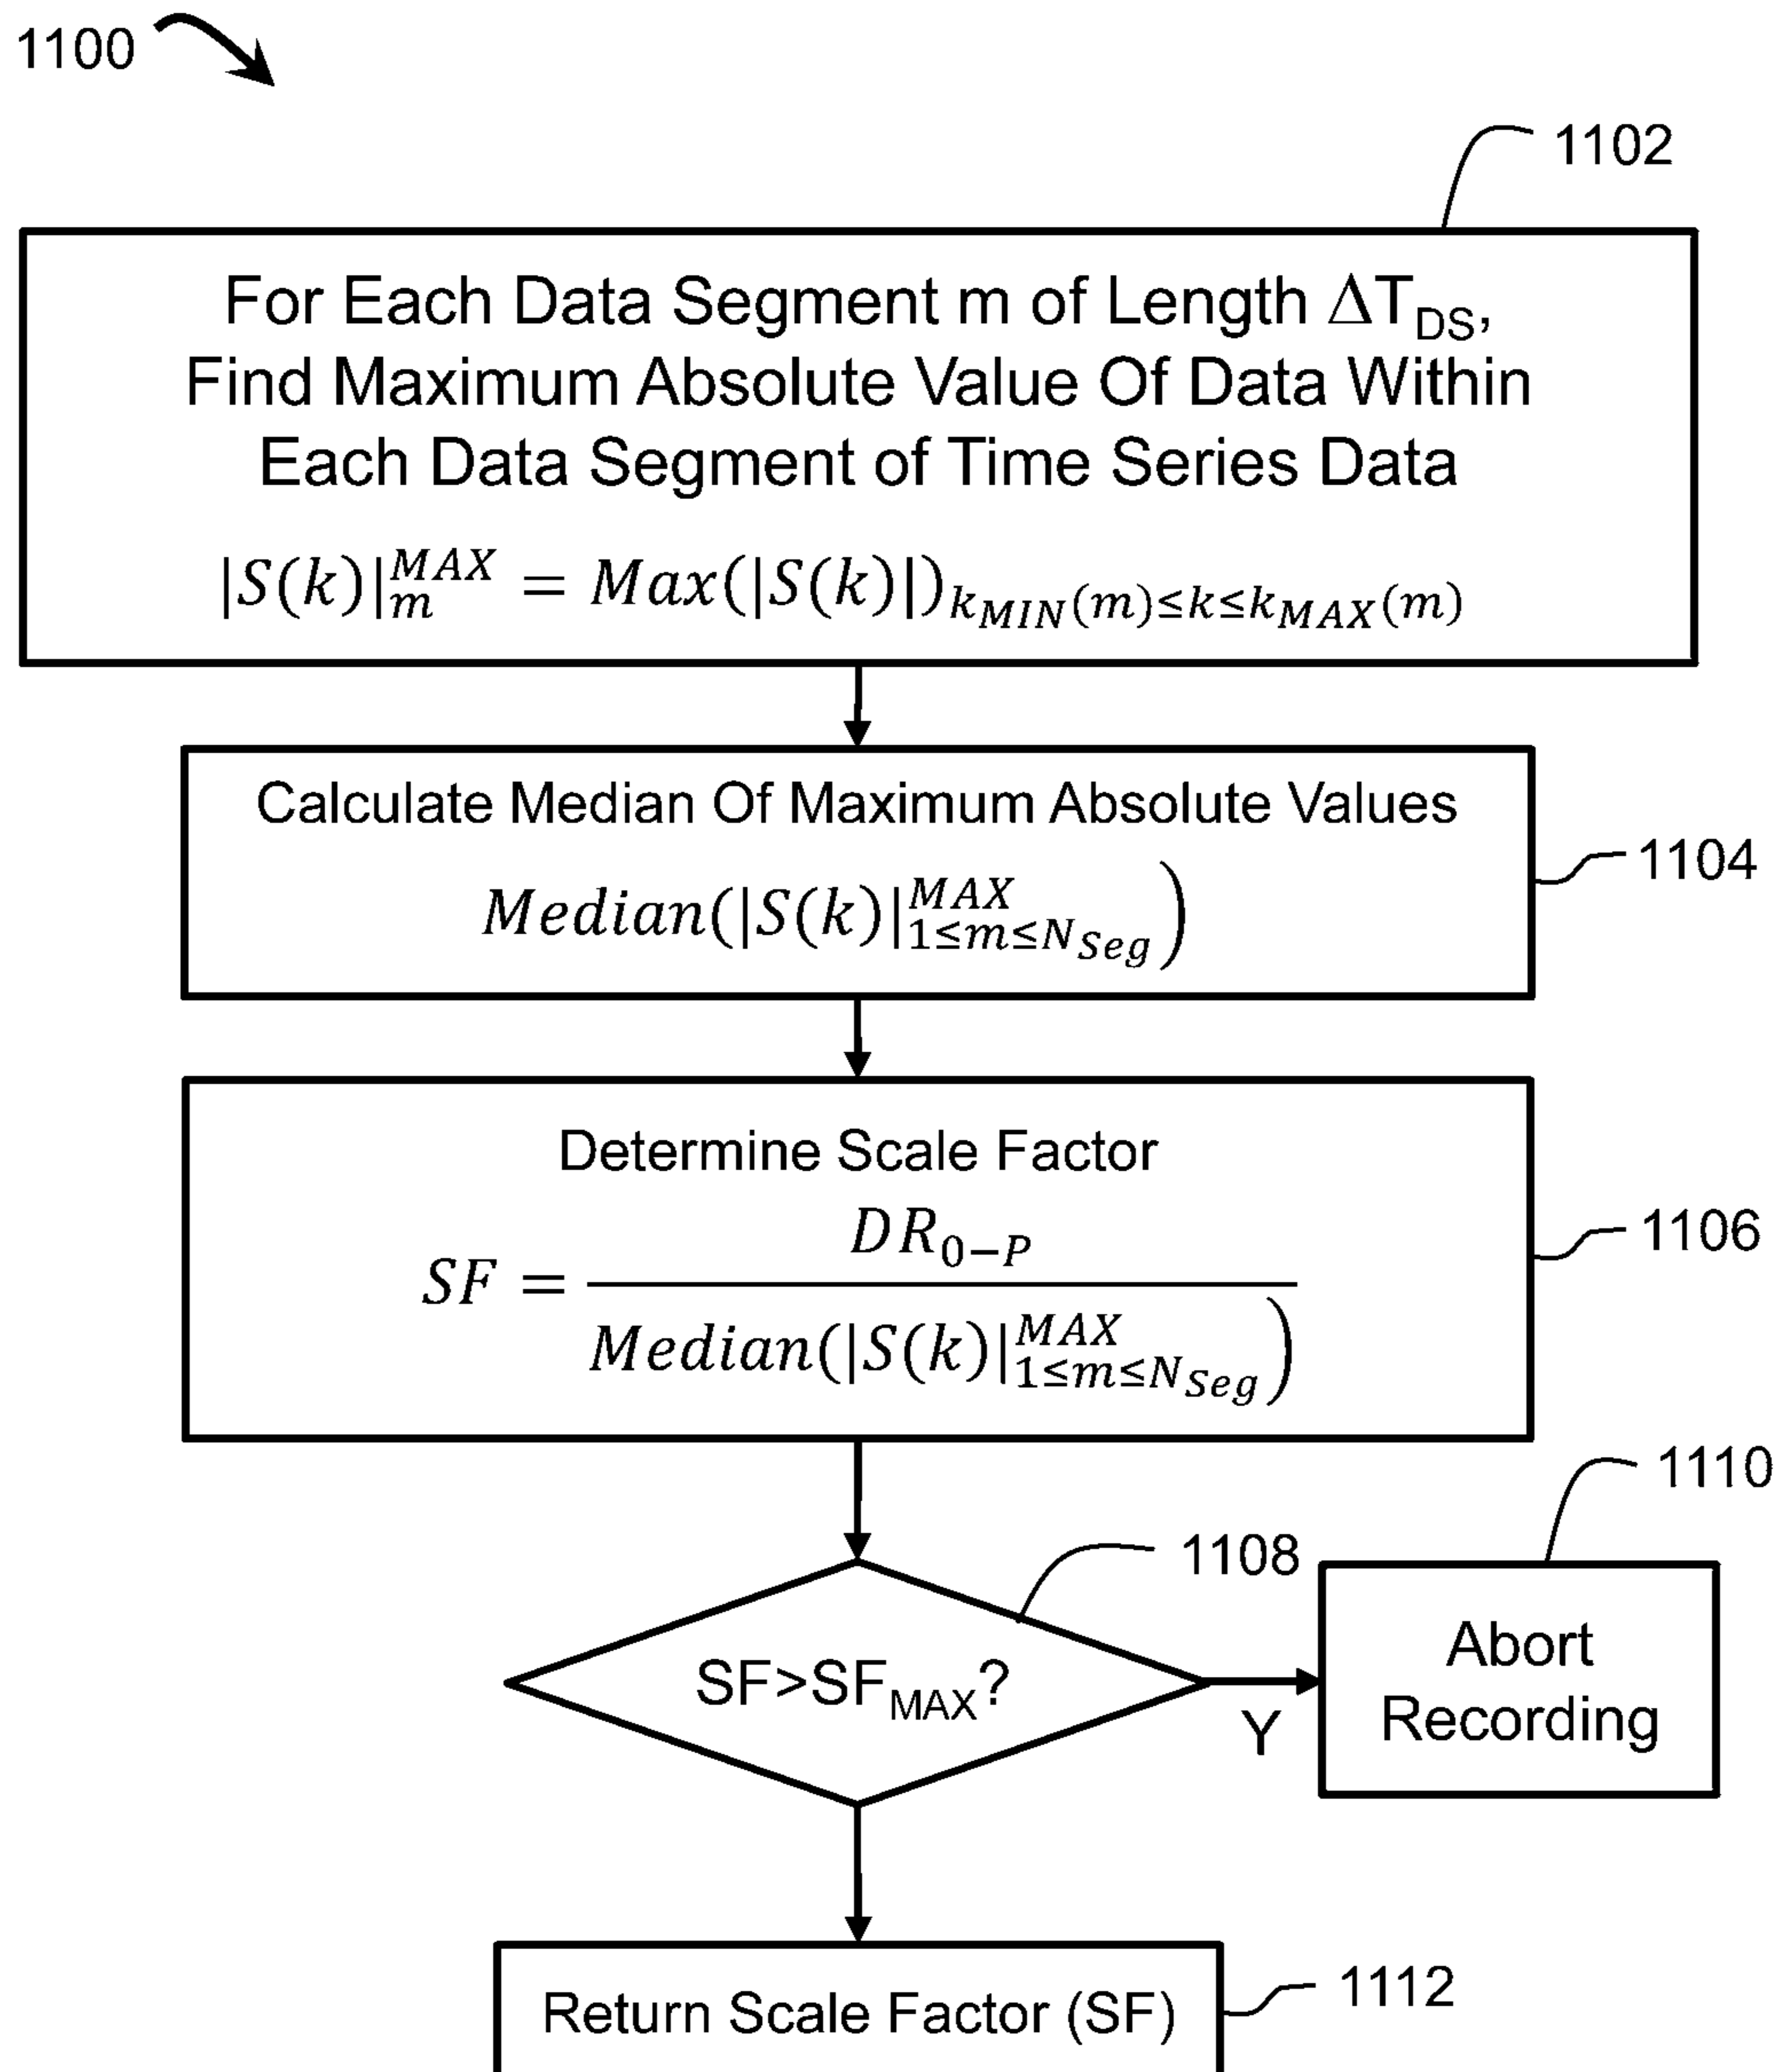 1100
1102
For Each Data Segment m of Length ΔT_DS,
Find Maximum Absolute Value Of Data Within
Each Data Segment of Time Series Data
|S(k)|_m^MAX = Max(|S(k)|)_{k_MIN(m)≤k≤k_MAX(m)}
Calculate Median Of Maximum Absolute Values
1104
Median(|S(k)|_{1≤m≤N_Seg}^MAX)
Determine Scale Factor
1106
SF = DR_{0−P} / Median(|S(k)|_{1≤m≤N_Seg}^MAX)
1110
1108
SF>SF_MAX?
Y
Abort
Recording
1112
Return Scale Factor (SF)